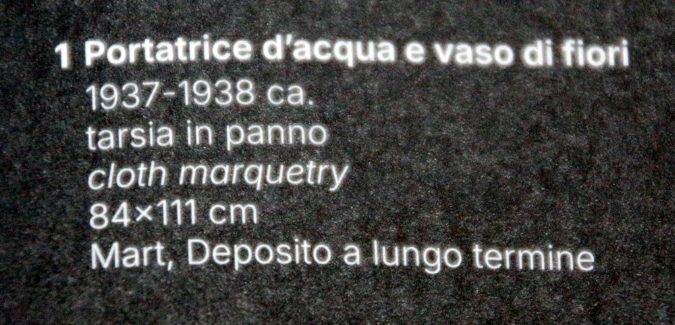 1 Portatrice d'acqua e vaso di fiori
1937-1938 ca.
tarsia in panno
cloth marquetry
84×111 cm
Mart, Deposito a lungo termine